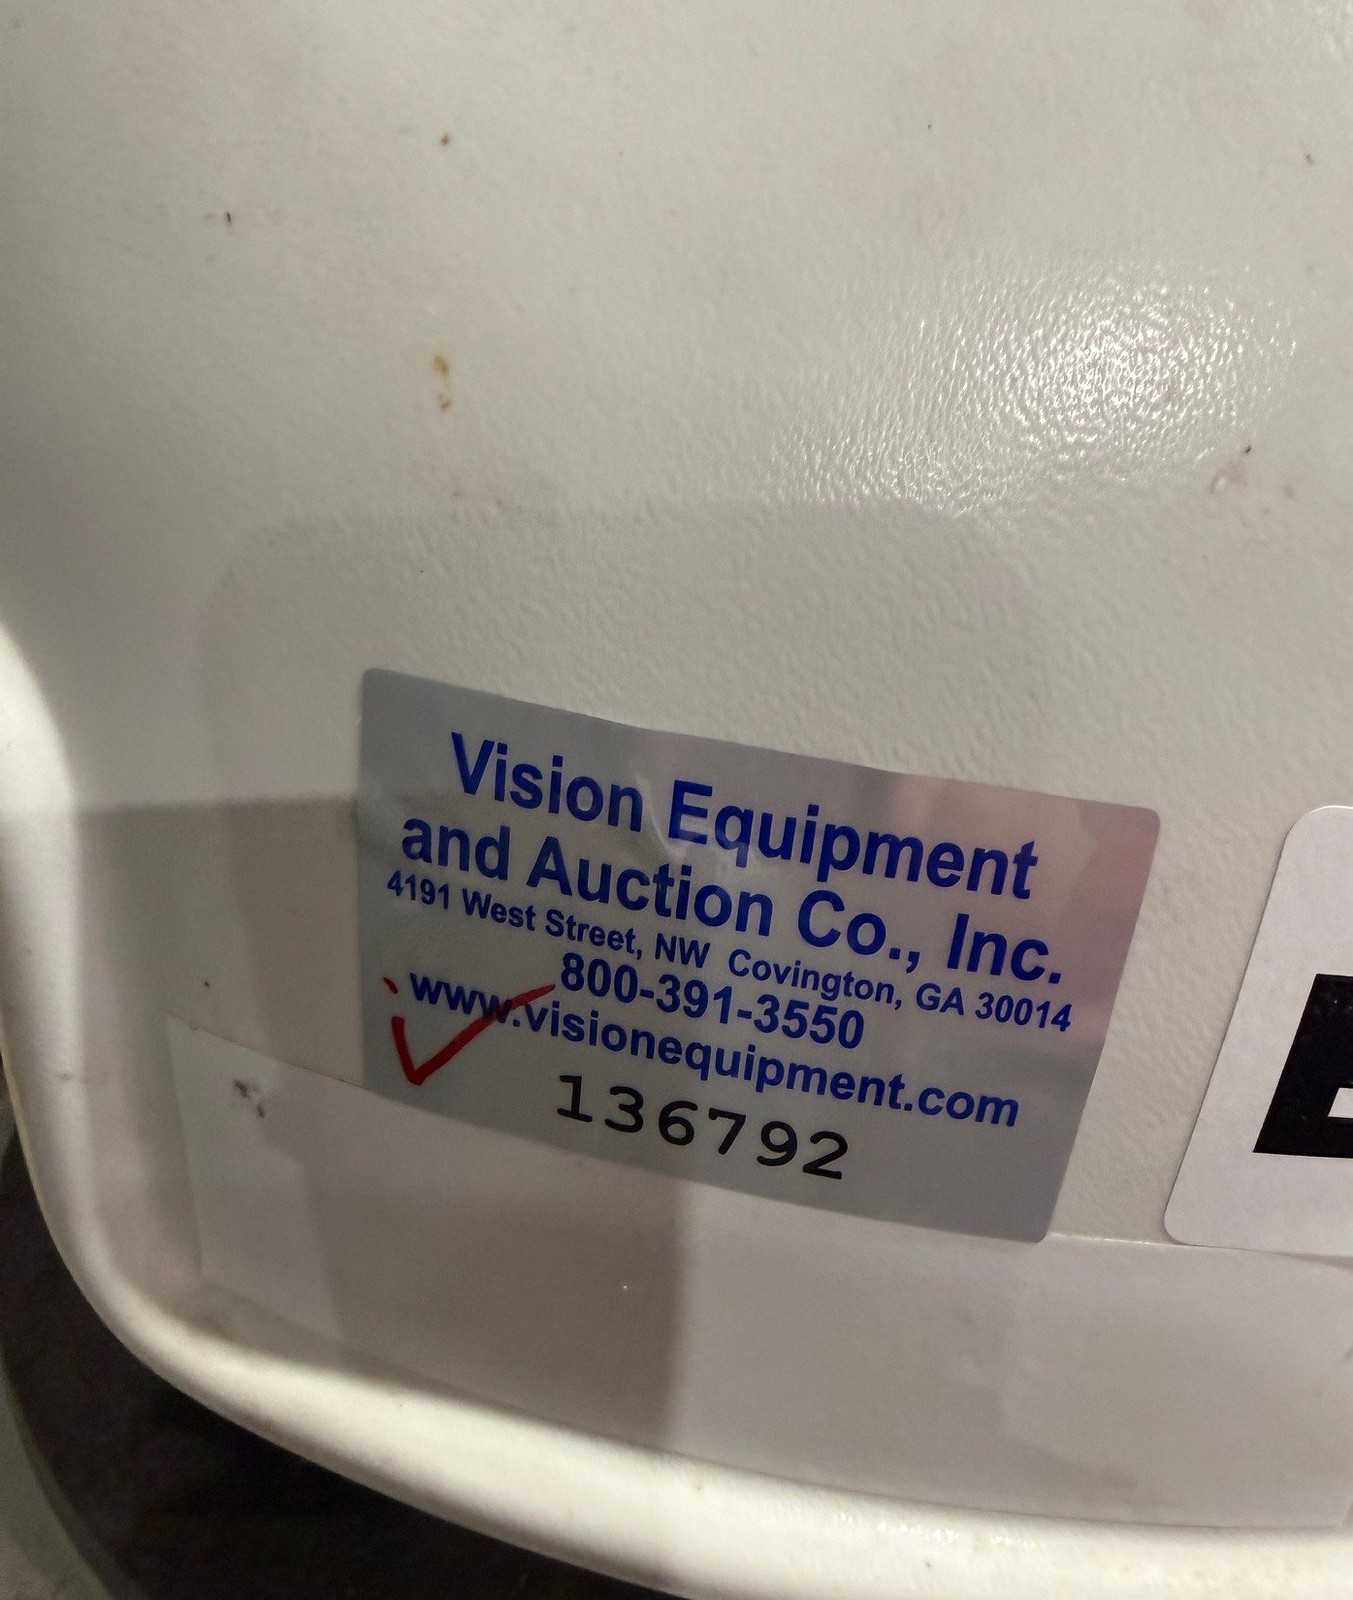 Vision Equipment
and Auction Co., Inc.
4191 West Street, NW Covington, GA 30014
800-391-3550
www.visionequipment.com
136792